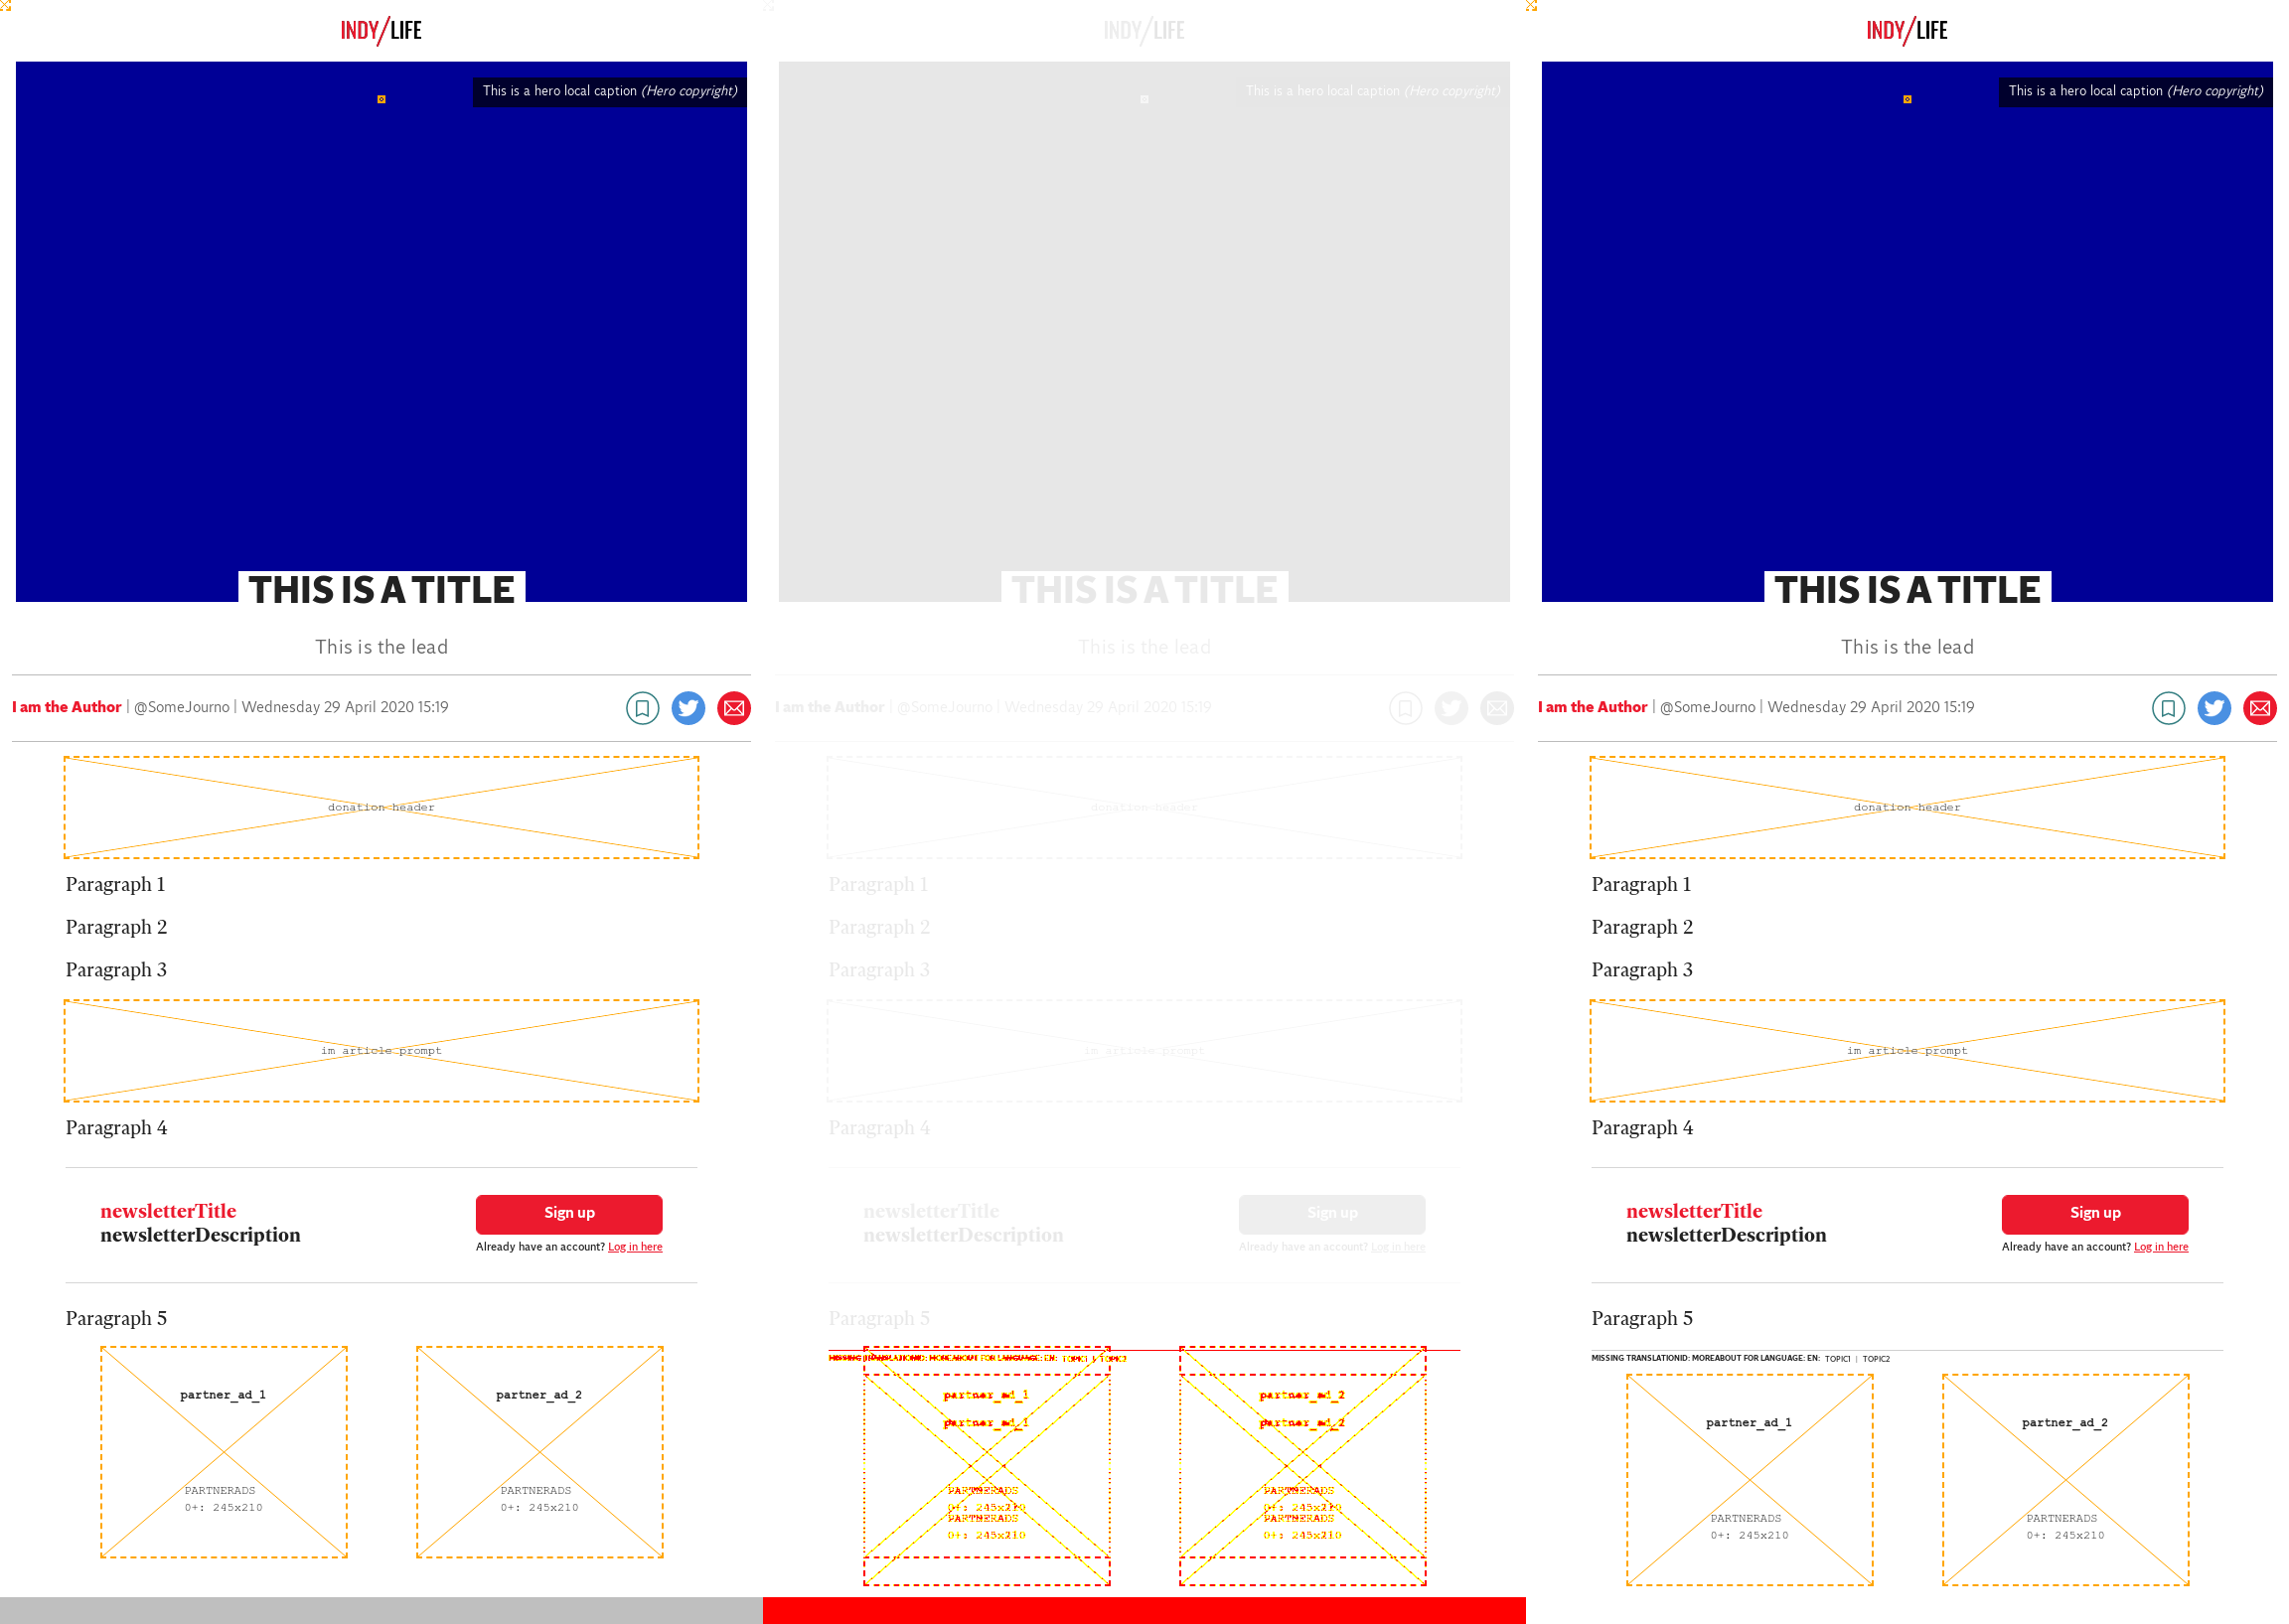 INDY/LIFE
This is a hero local caption (Hero copyright)
THIS IS A TITLE
This is the lead
I am the Author | @SomeJourno | Wednesday 29 April 2020 15:19
donation header
Paragraph 1
Paragraph 2
Paragraph 3
im article prompt
Paragraph 4
newsletterTitle
newsletterDescription
Sign up
Already have an account? Log in here
Paragraph 5
partner_ad_1
PARTNERADS
0+: 245x210
partner_ad_2
PARTNERADS
0+: 245x210
INDY/LIFE
This is a hero local caption (Hero copyright)
THIS IS A TITLE
This is the lead
I am the Author | @SomeJourno | Wednesday 29 April 2020 15:19
donation header
Paragraph 1
Paragraph 2
Paragraph 3
im article prompt
Paragraph 4
newsletterTitle
newsletterDescription
Sign up
Already have an account? Log in here
Paragraph 5
MISSING TRANSLATIONID: MOREABOUT FOR LANGUAGE: EN: TOPIC1 | TOPIC2
partner_ad_1
partner_ad_1
PARTNERADS
0+: 245x210
PARTNERADS
0+: 245x210
partner_ad_2
partner_ad_2
PARTNERADS
0+: 245x210
PARTNERADS
0+: 245x210
INDY/LIFE
This is a hero local caption (Hero copyright)
THIS IS A TITLE
This is the lead
I am the Author | @SomeJourno | Wednesday 29 April 2020 15:19
donation header
Paragraph 1
Paragraph 2
Paragraph 3
im article prompt
Paragraph 4
newsletterTitle
newsletterDescription
Sign up
Already have an account? Log in here
Paragraph 5
MISSING TRANSLATIONID: MOREABOUT FOR LANGUAGE: EN: TOPIC1 | TOPIC2
partner_ad_1
PARTNERADS
0+: 245x210
partner_ad_2
PARTNERADS
0+: 245x210